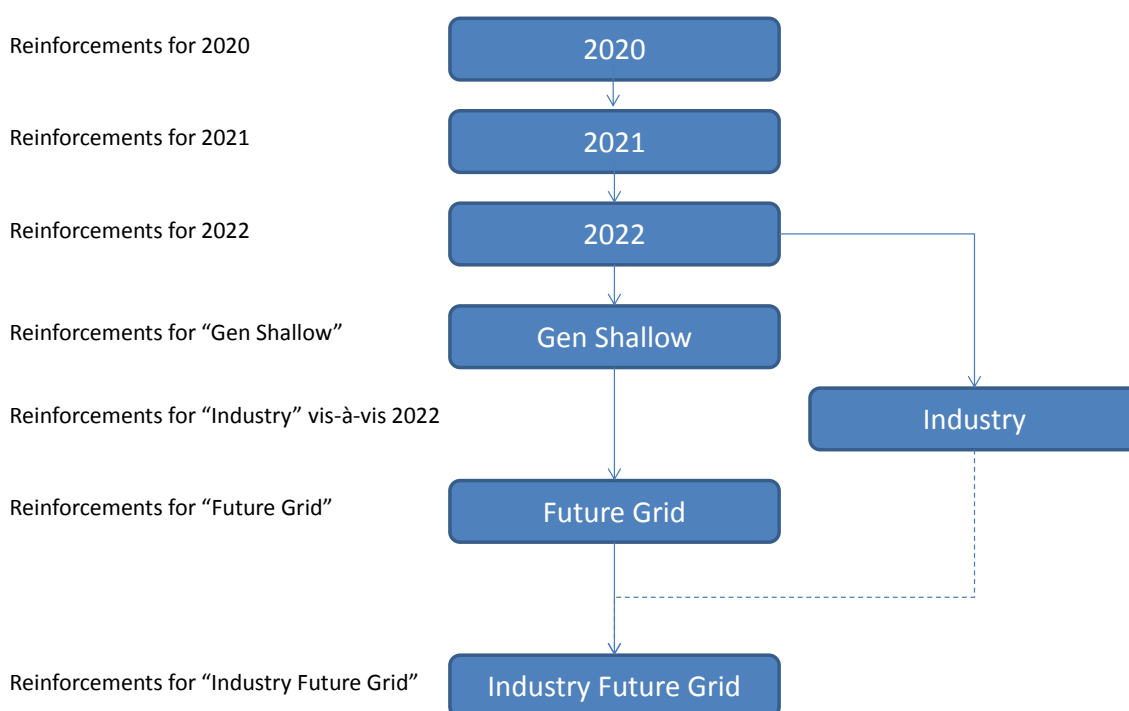 Reinforcements for 2020
2020
Reinforcements for 2021
2021
Reinforcements for 2022
2022
Reinforcements for “Gen Shallow”
Gen Shallow
Reinforcements for “Industry” vis-à-vis 2022
Industry
Reinforcements for “Future Grid”
Future Grid
Reinforcements for “Industry Future Grid”
Industry Future Grid